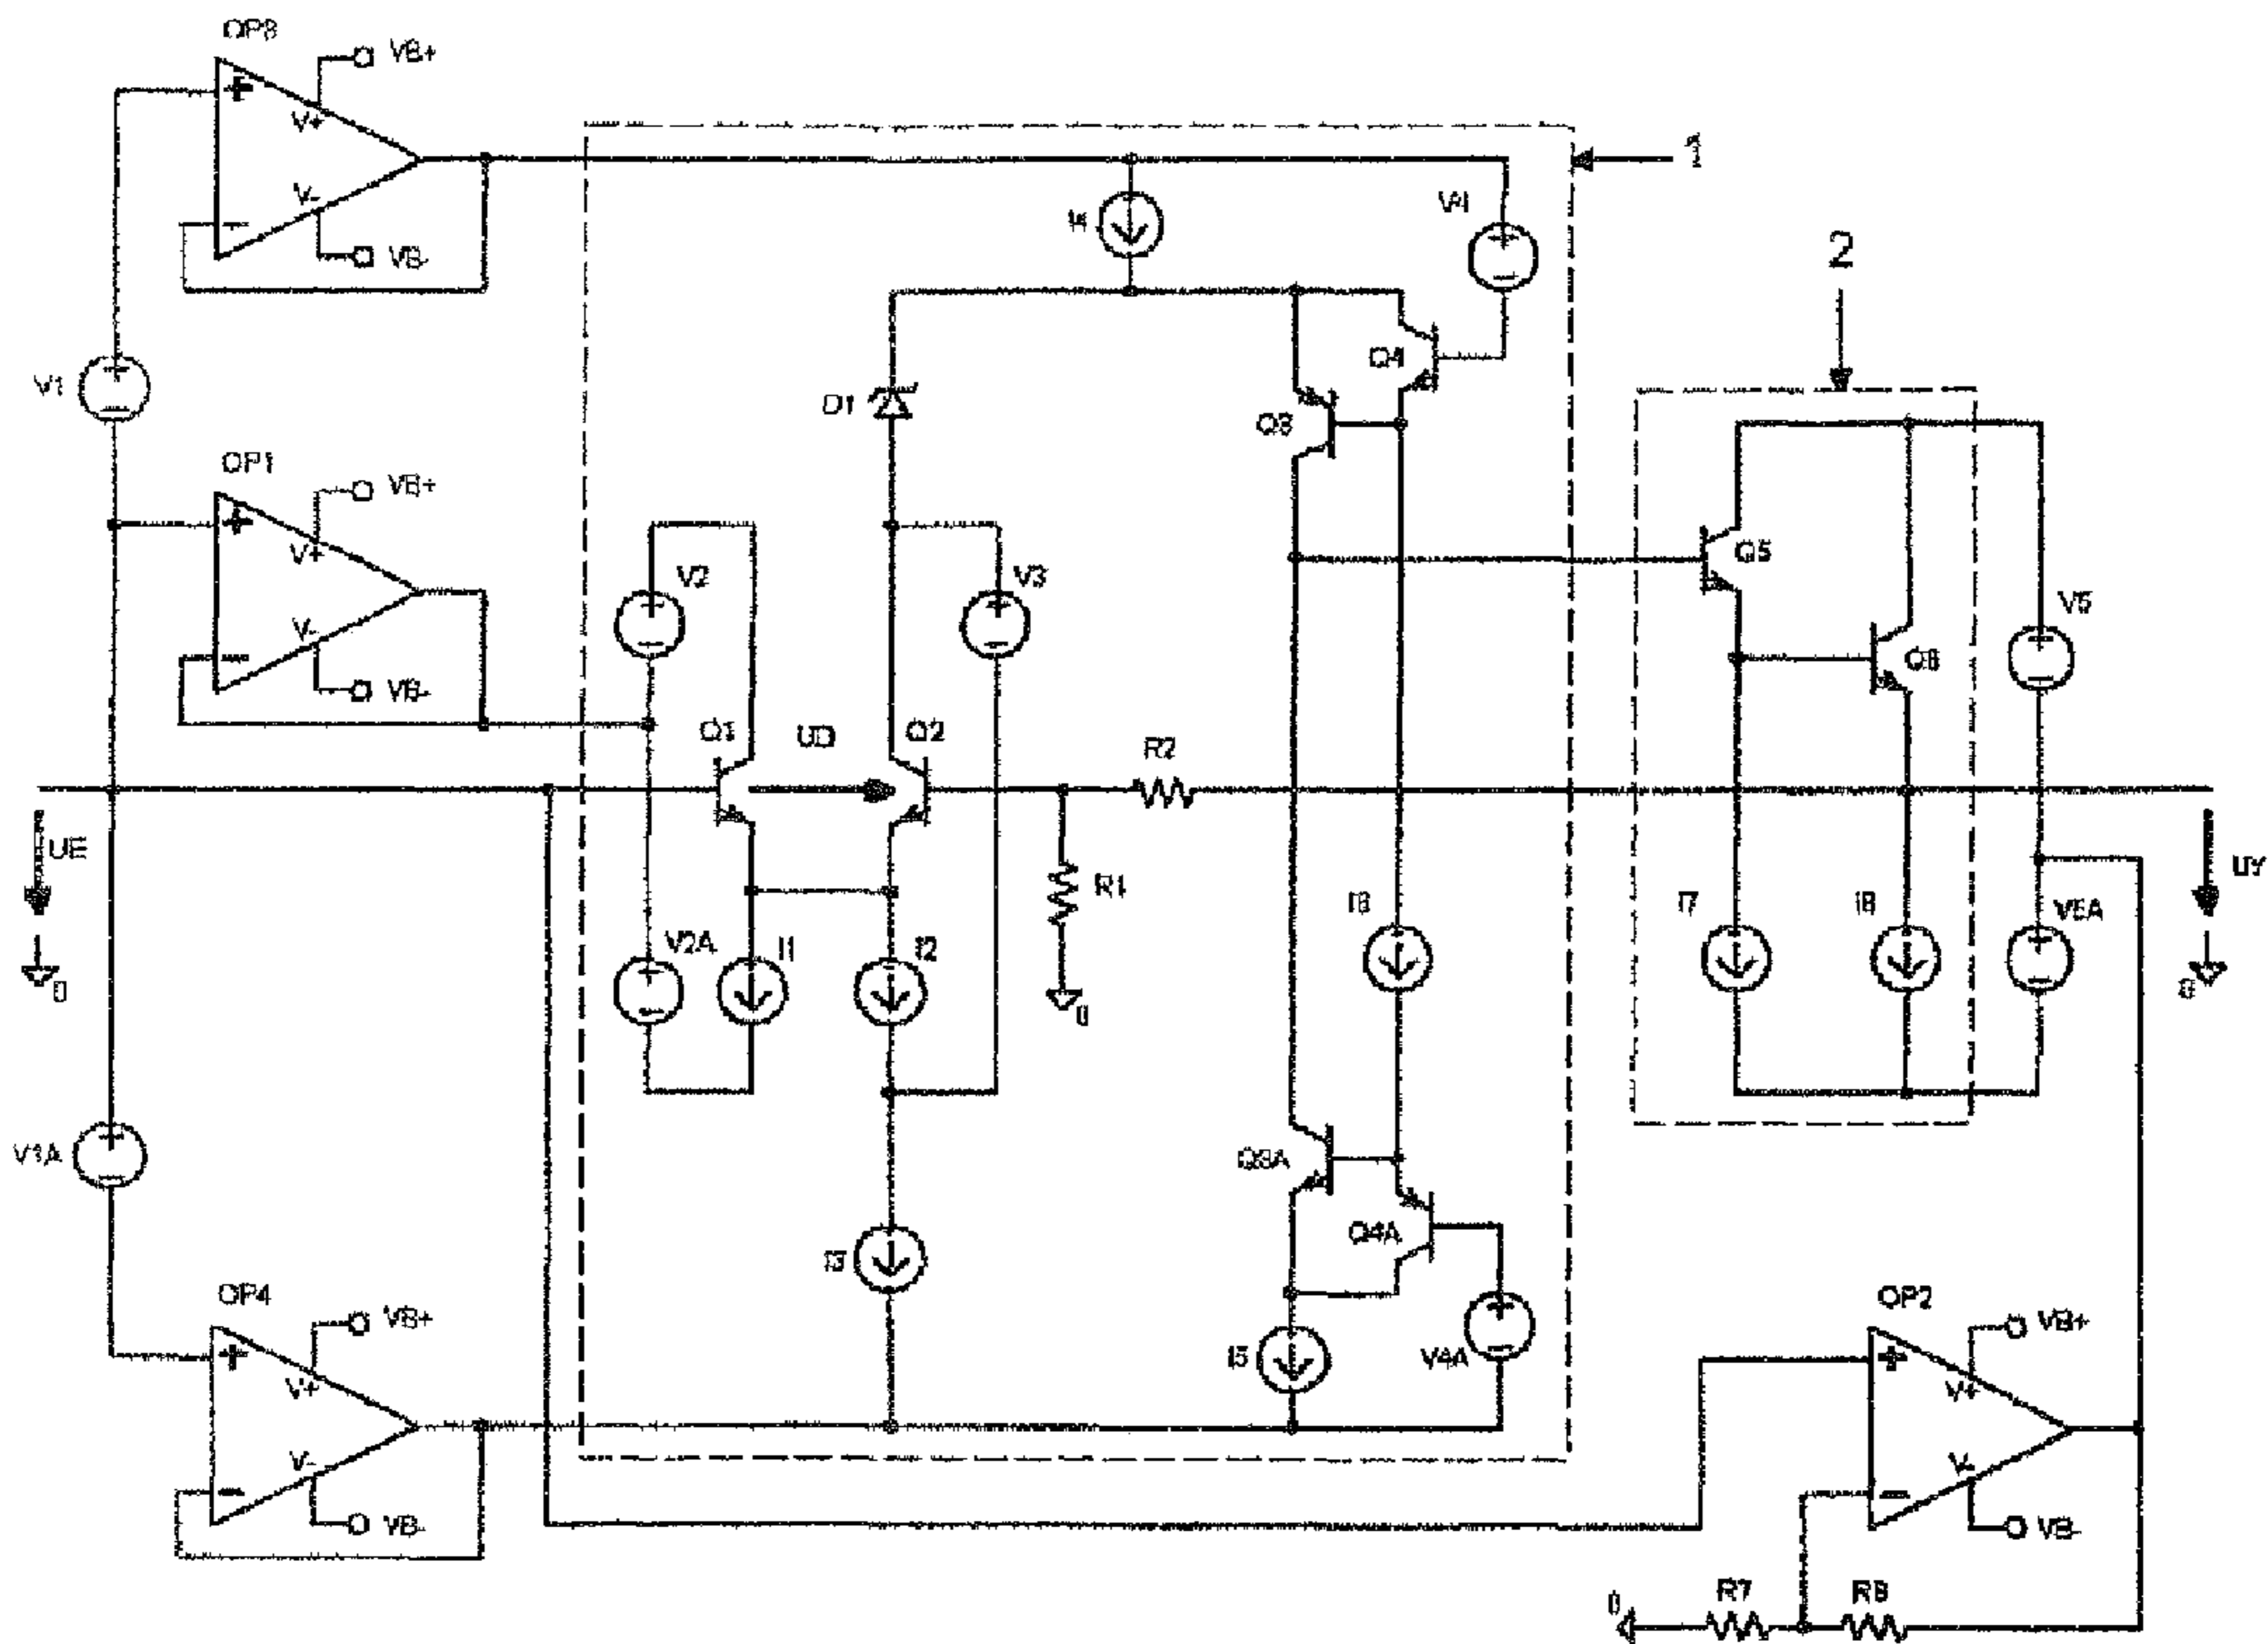 OP3
VB+
V+
V-
VB-
1
V4
2
V1
D1
Q4
Q3
OP1
VB+
V+
V-
VB-
V2
V3
Q5
V5
Q6
Q1
UD
Q2
R2
UE
0
R1
0
V2A
I1
I2
I6
I7
I8
V5A
UY
0
V1A
Q3A
Q4A
I3
I5
V4A
OP4
VB+
V+
V-
VB-
OP2
VB+
V+
V-
VB-
0
R7
R8